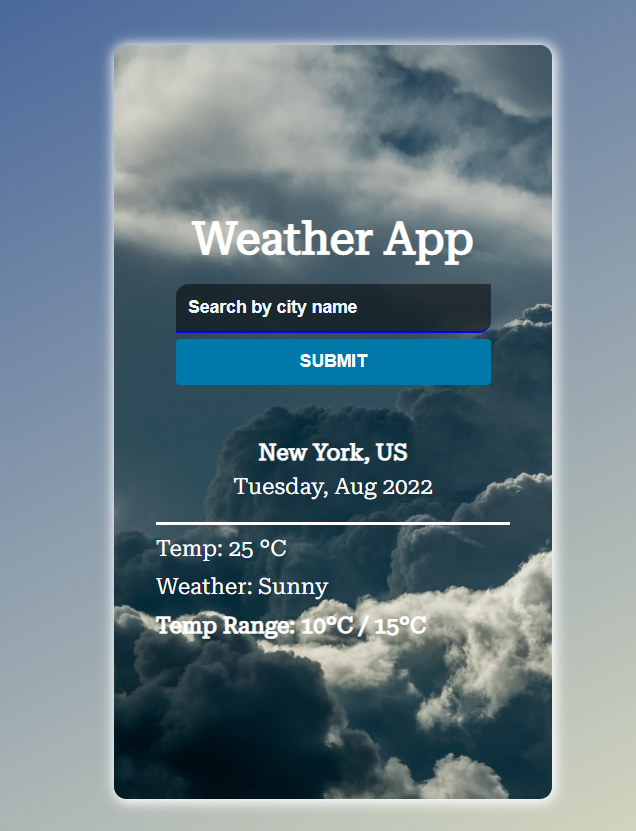 Weather App
Search by city name
SUBMIT
New York, US
Tuesday, Aug 2022
Temp: 25 °C
Weather: Sunny
Temp Range: 10°C / 15°C